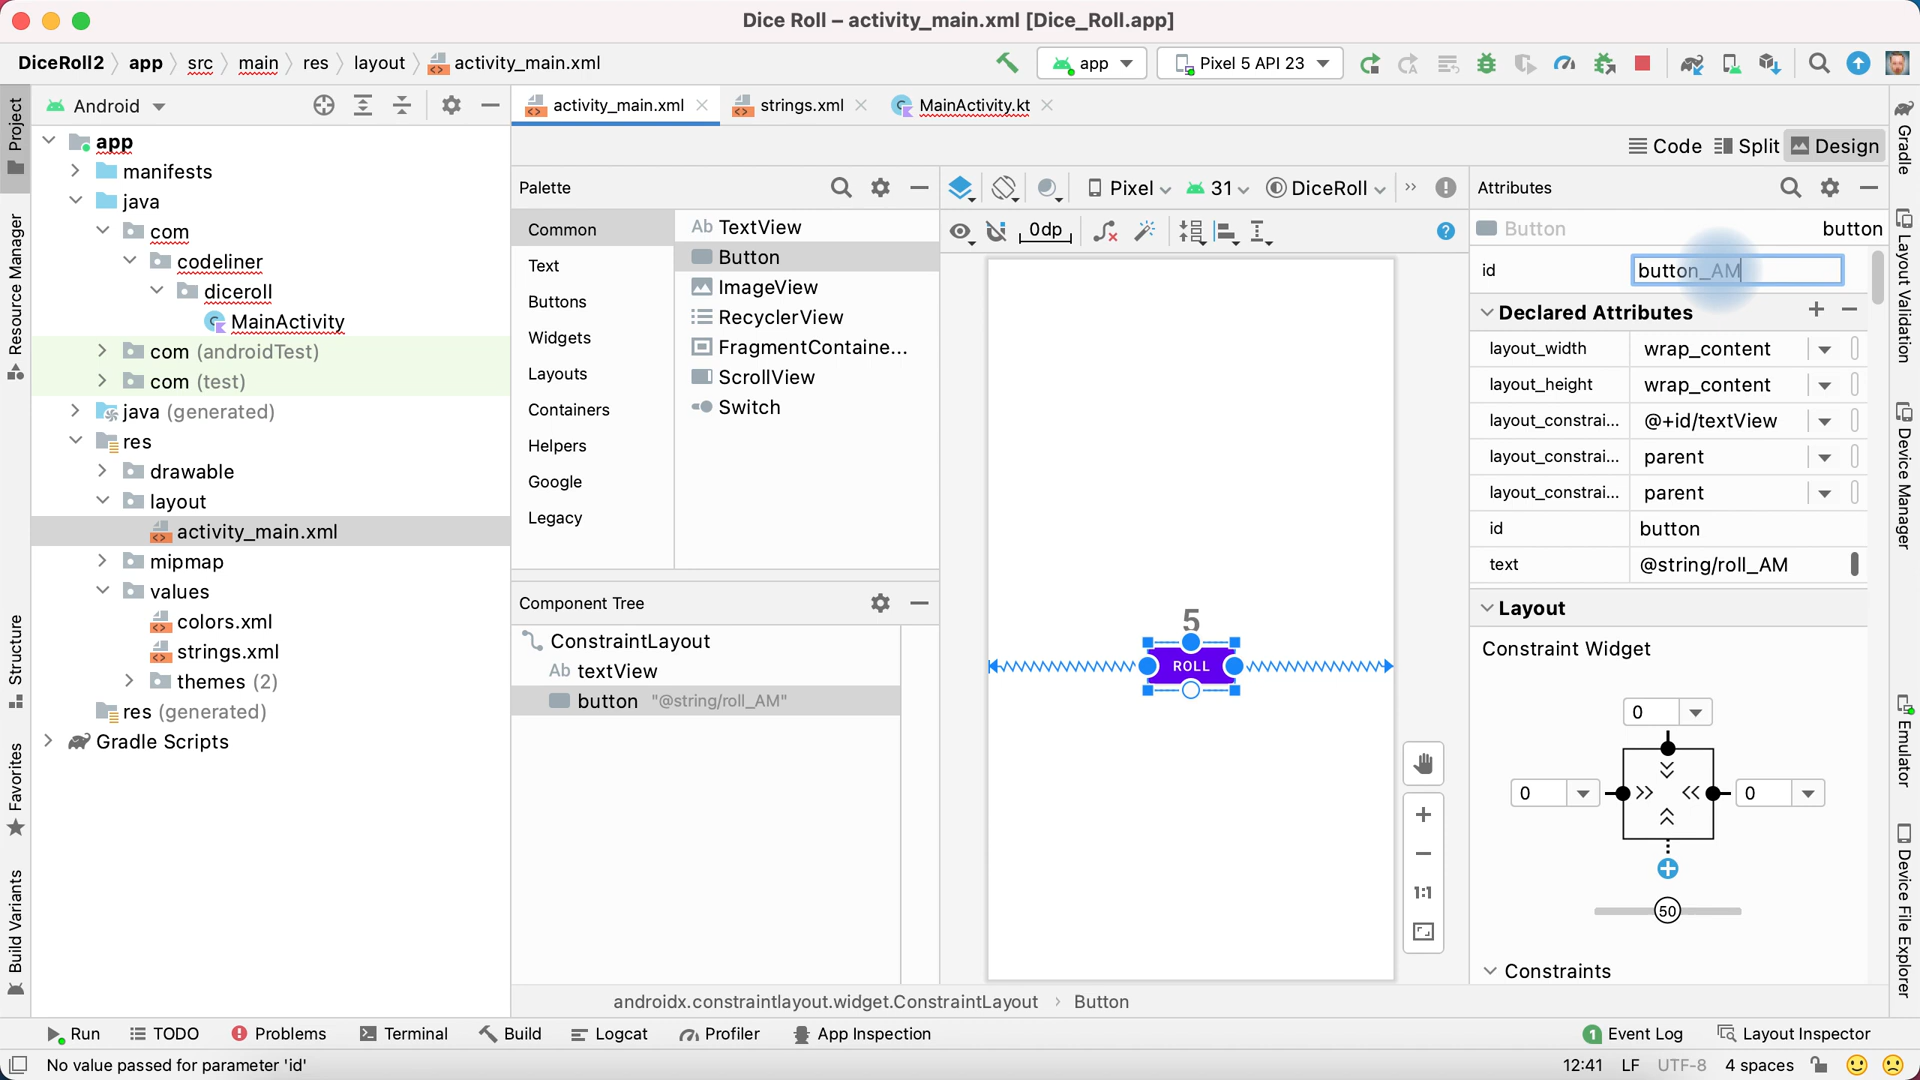 Dice Roll – activity_main.xml [Dice_Roll.app]
DiceRoll2 app src main res layout activity_main.xml
app
Pixel 5 API 23
Android
activity_main.xml
strings.xml
MainActivity.kt
Code Split Design
Project
Resource Manager
Structure
Favorites
Build Variants
app
manifests
java
com
codeliner
diceroll
MainActivity
com (androidTest)
com (test)
java (generated)
res
drawable
layout
activity_main.xml
mipmap
values
colors.xml
strings.xml
themes (2)
res (generated)
Gradle Scripts
Palette
Common
Text
Buttons
Widgets
Layouts
Containers
Helpers
Google
Legacy
Ab TextView
Button
ImageView
RecyclerView
FragmentContaine...
ScrollView
Switch
Component Tree
ConstraintLayout
Ab textView
button "@string/roll_AM"
Pixel 31 DiceRoll
0dp
5
ROLL
1:1
Attributes
Button button
id button_AM
Declared Attributes
layout_width wrap_content
layout_height wrap_content
layout_constrai... @+id/textView
layout_constrai... parent
layout_constrai... parent
id button
text @string/roll_AM
Layout
Constraint Widget
0
0 0
50
Constraints
Gradle
Layout Validation
Device Manager
Emulator
Device File Explorer
androidx.constraintlayout.widget.ConstraintLayout › Button
Run TODO Problems Terminal Build Logcat Profiler App Inspection
1 Event Log Layout Inspector
No value passed for parameter 'id'
12:41 LF UTF-8 4 spaces